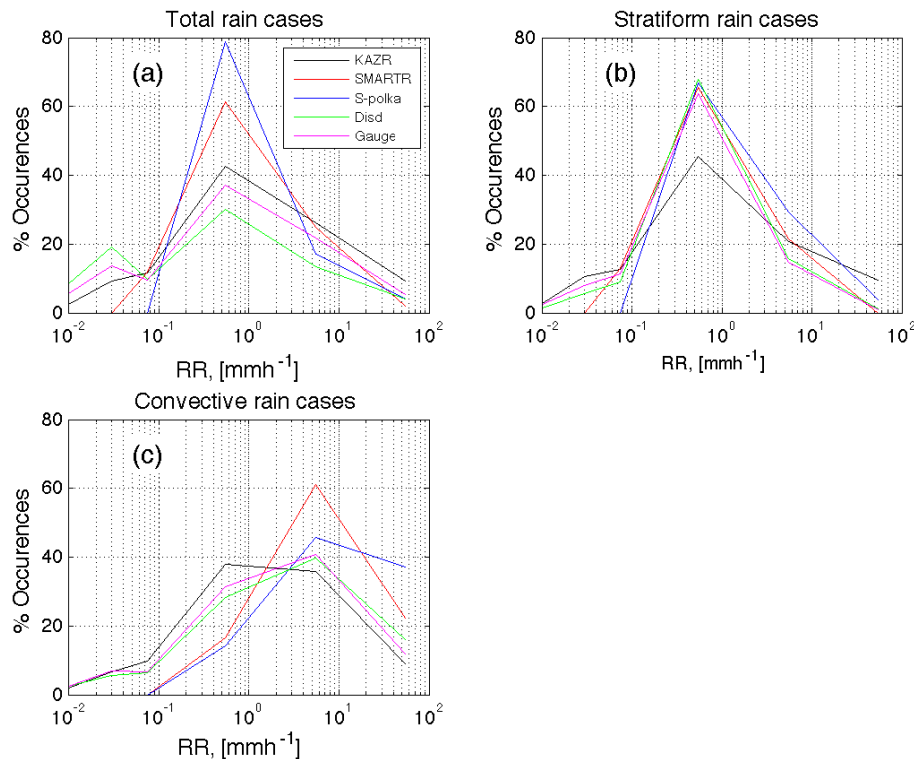 Total rain cases
80
60
40
20
0
% Occurences
(a)
KAZR
SMARTR
S-polka
Disd
Gauge
10^-2 10^-1 10^0 10^1 10^2
RR, [mmh^-1]
Stratiform rain cases
80
60
40
20
0
% Occurences
(b)
10^-2 10^-1 10^0 10^1 10^2
RR, [mmh^-1]
Convective rain cases
80
60
40
20
0
% Occurences
(c)
10^-2 10^-1 10^0 10^1 10^2
RR, [mmh^-1]